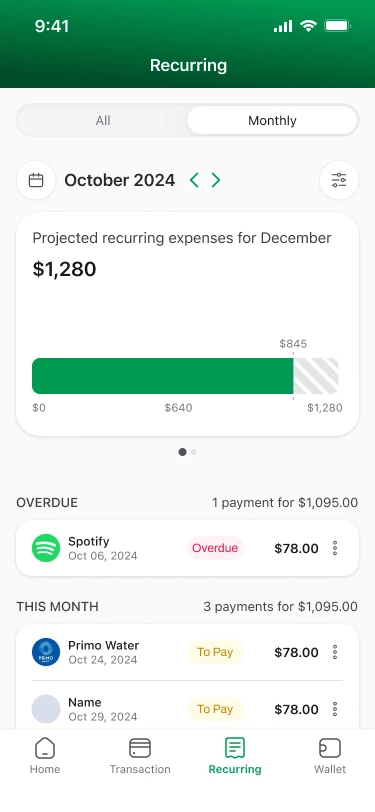 9:41
Recurring
All
Monthly
October 2024
Projected recurring expenses for December
$1,280
$845
$0 $640 $1,280
OVERDUE 1 payment for $1,095.00
Spotify
Oct 06, 2024
Overdue
$78.00
THIS MONTH 3 payments for $1,095.00
PRIMO
Primo Water
Oct 24, 2024
To Pay
$78.00
Name
Oct 29, 2024
To Pay
$78.00
Home Transaction Recurring Wallet